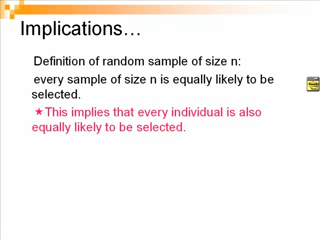 Implications…
Definition of random sample of size n:
every sample of size n is equally likely to be
selected.
★This implies that every individual is also
equally likely to be selected.